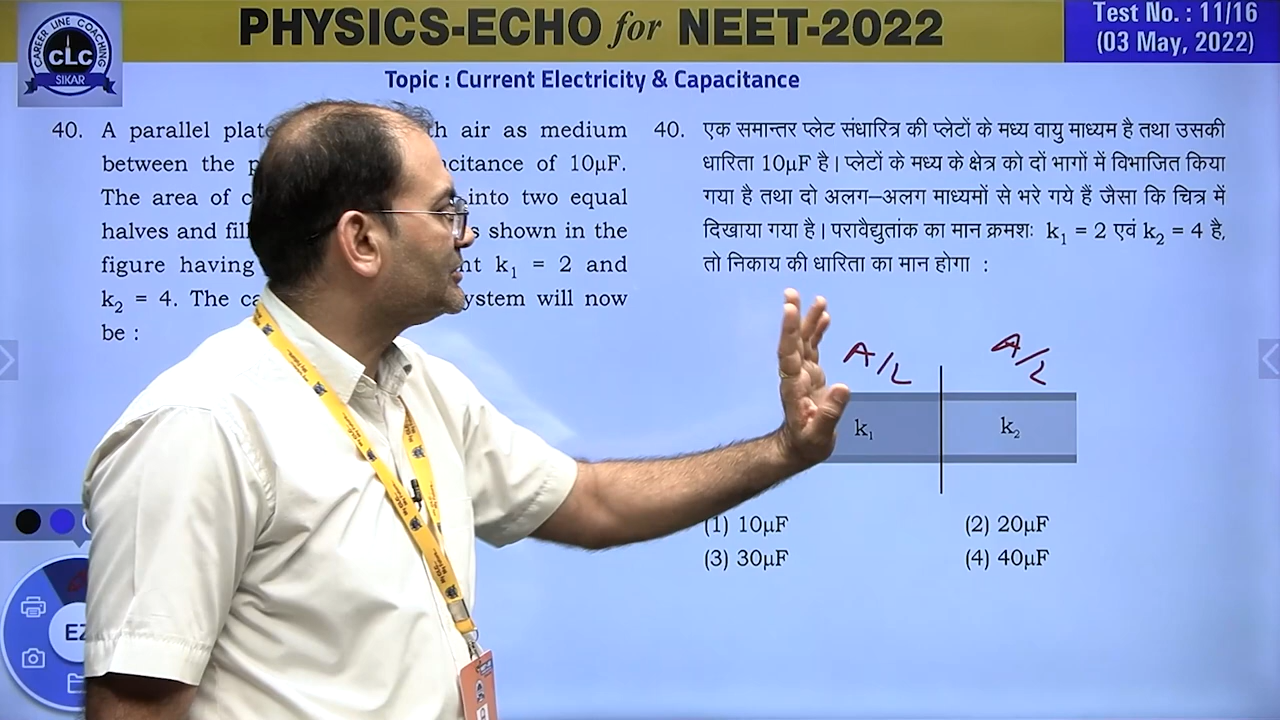 PHYSICS-ECHO for NEET-2022
Test No. : 11/16
(03 May, 2022)
CAREER LINE COACHING
CLC
SIKAR
Topic : Current Electricity & Capacitance
40. A parallel plate th air as medium
between the p acitance of 10µF.
The area of c into two equal
halves and fill s shown in the
figure having nt k₁ = 2 and
k₂ = 4. The ca ystem will now
be :
40. एक समान्तर प्लेट संधारित्र की प्लेटों के मध्य वायु माध्यम है तथा उसकी
धारिता 10µF है। प्लेटों के मध्य के क्षेत्र को दों भागों में विभाजित किया
गया है तथा दो अलग–अलग माध्यमों से भरे गये हैं जैसा कि चित्र में
दिखाया गया है। परावैद्युतांक का मान क्रमशः k₁ = 2 एवं k₂ = 4 है,
तो निकाय की धारिता का मान होगा :
A/2 A/2
k₁ k₂
(1) 10µF (2) 20µF
(3) 30µF (4) 40µF
EZ